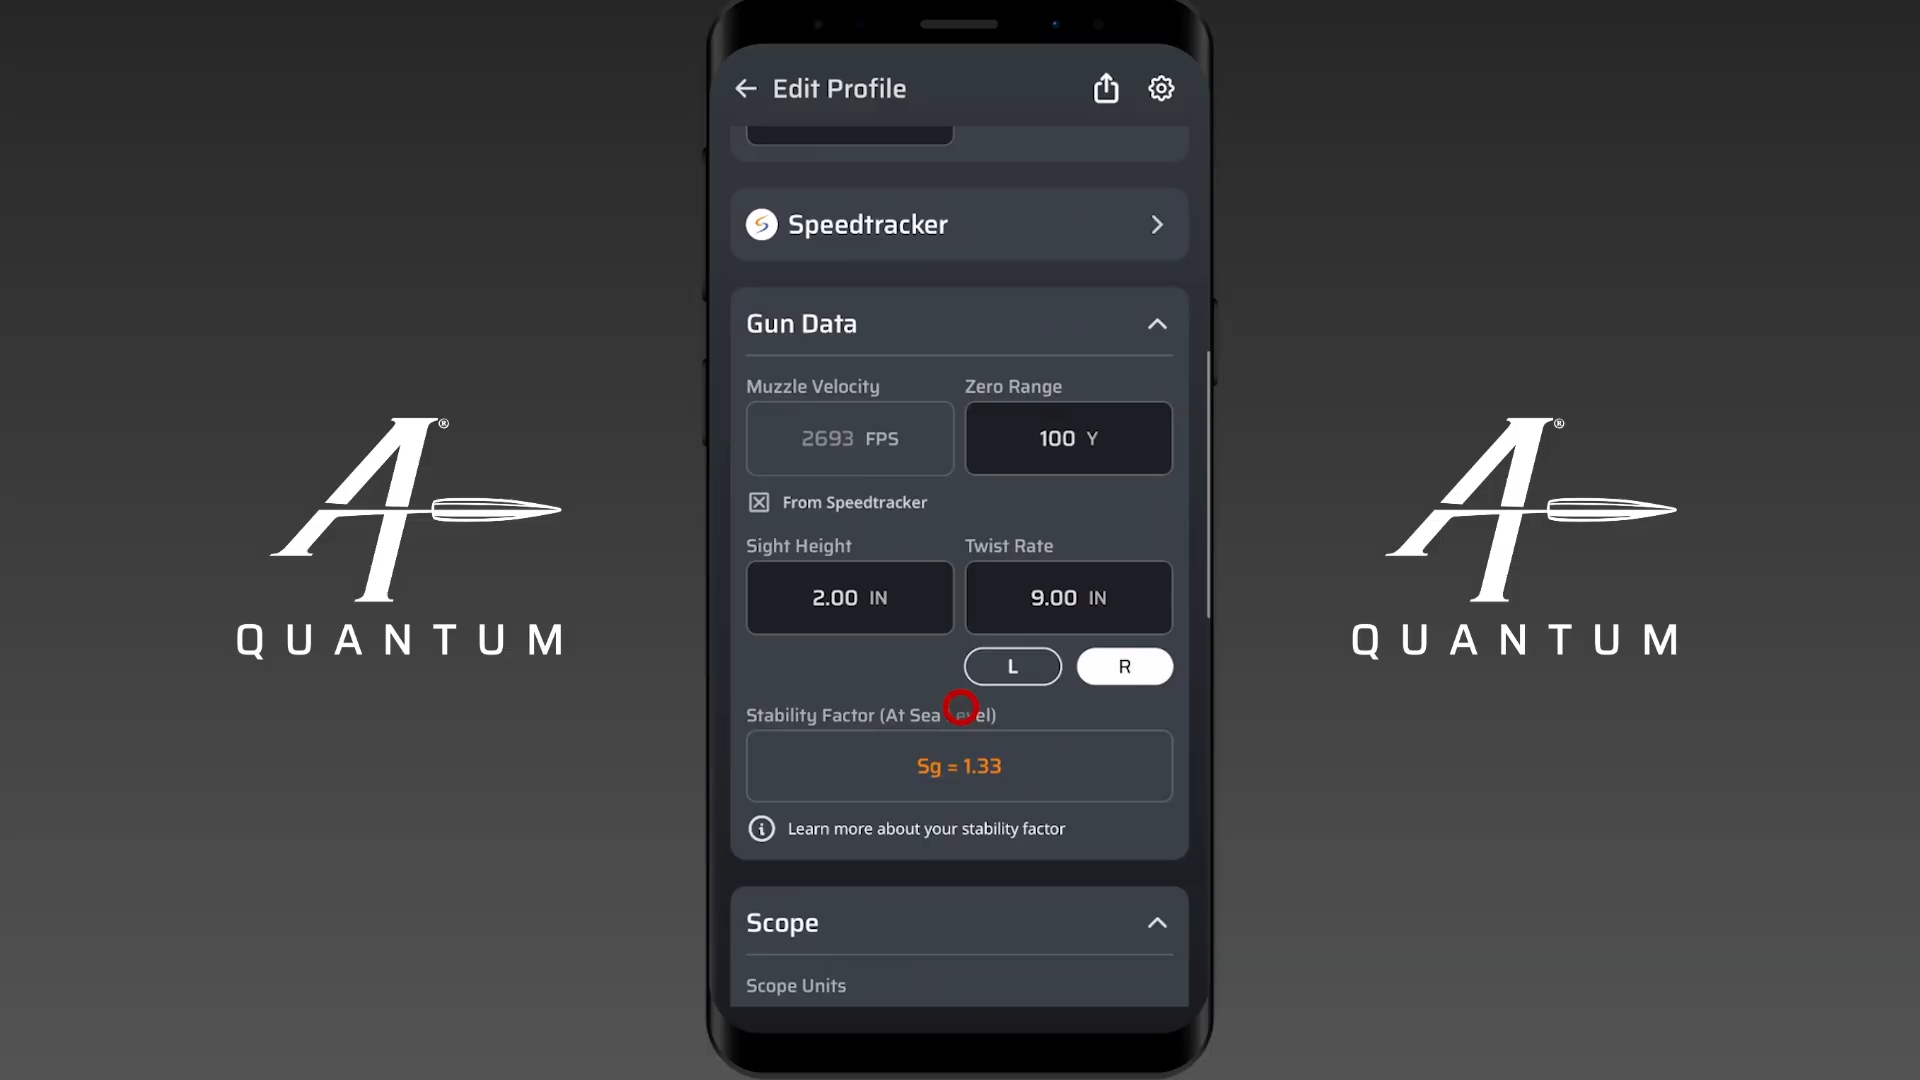 Edit Profile
Speedtracker
Gun Data
Muzzle Velocity Zero Range
2693 FPS 100 Y
From Speedtracker
Sight Height Twist Rate
2.00 IN 9.00 IN
L R
Stability Factor (At Sea Level)
Sg = 1.33
Learn more about your stability factor
Scope
Scope Units
A®
QUANTUM
A®
QUANTUM